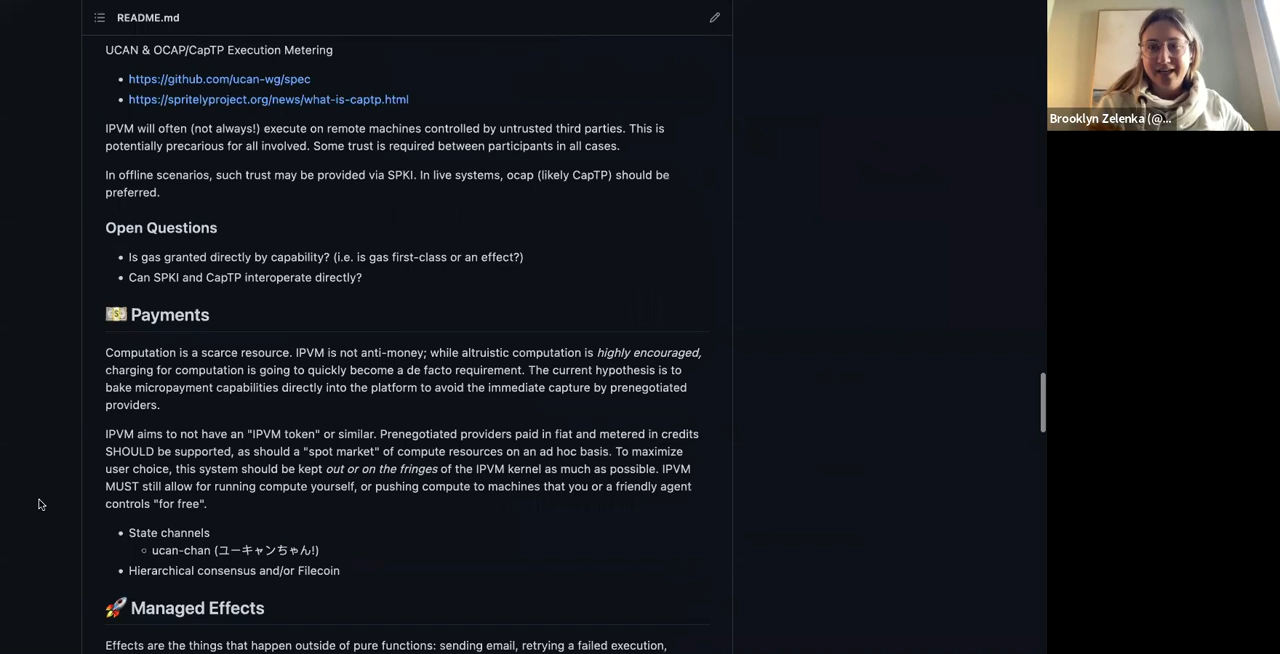 README.md
UCAN & OCAP/CapTP Execution Metering
https://github.com/ucan-wg/spec
https://spritelyproject.org/news/what-is-captp.html
IPVM will often (not always!) execute on remote machines controlled by untrusted third parties. This is
potentially precarious for all involved. Some trust is required between participants in all cases.
In offline scenarios, such trust may be provided via SPKI. In live systems, ocap (likely CapTP) should be
preferred.
Open Questions
Is gas granted directly by capability? (i.e. is gas first-class or an effect?)
Can SPKI and CapTP interoperate directly?
Payments
Computation is a scarce resource. IPVM is not anti-money; while altruistic computation is highly encouraged,
charging for computation is going to quickly become a de facto requirement. The current hypothesis is to
bake micropayment capabilities directly into the platform to avoid the immediate capture by prenegotiated
providers.
IPVM aims to not have an "IPVM token" or similar. Prenegotiated providers paid in fiat and metered in credits
SHOULD be supported, as should a "spot market" of compute resources on an ad hoc basis. To maximize
user choice, this system should be kept out or on the fringes of the IPVM kernel as much as possible. IPVM
MUST still allow for running compute yourself, or pushing compute to machines that you or a friendly agent
controls "for free".
State channels
ucan-chan (ユーキャンちゃん!)
Hierarchical consensus and/or Filecoin
🚀 Managed Effects
Effects are the things that happen outside of pure functions: sending email, retrying a failed execution,
Brooklyn Zelenka (@...